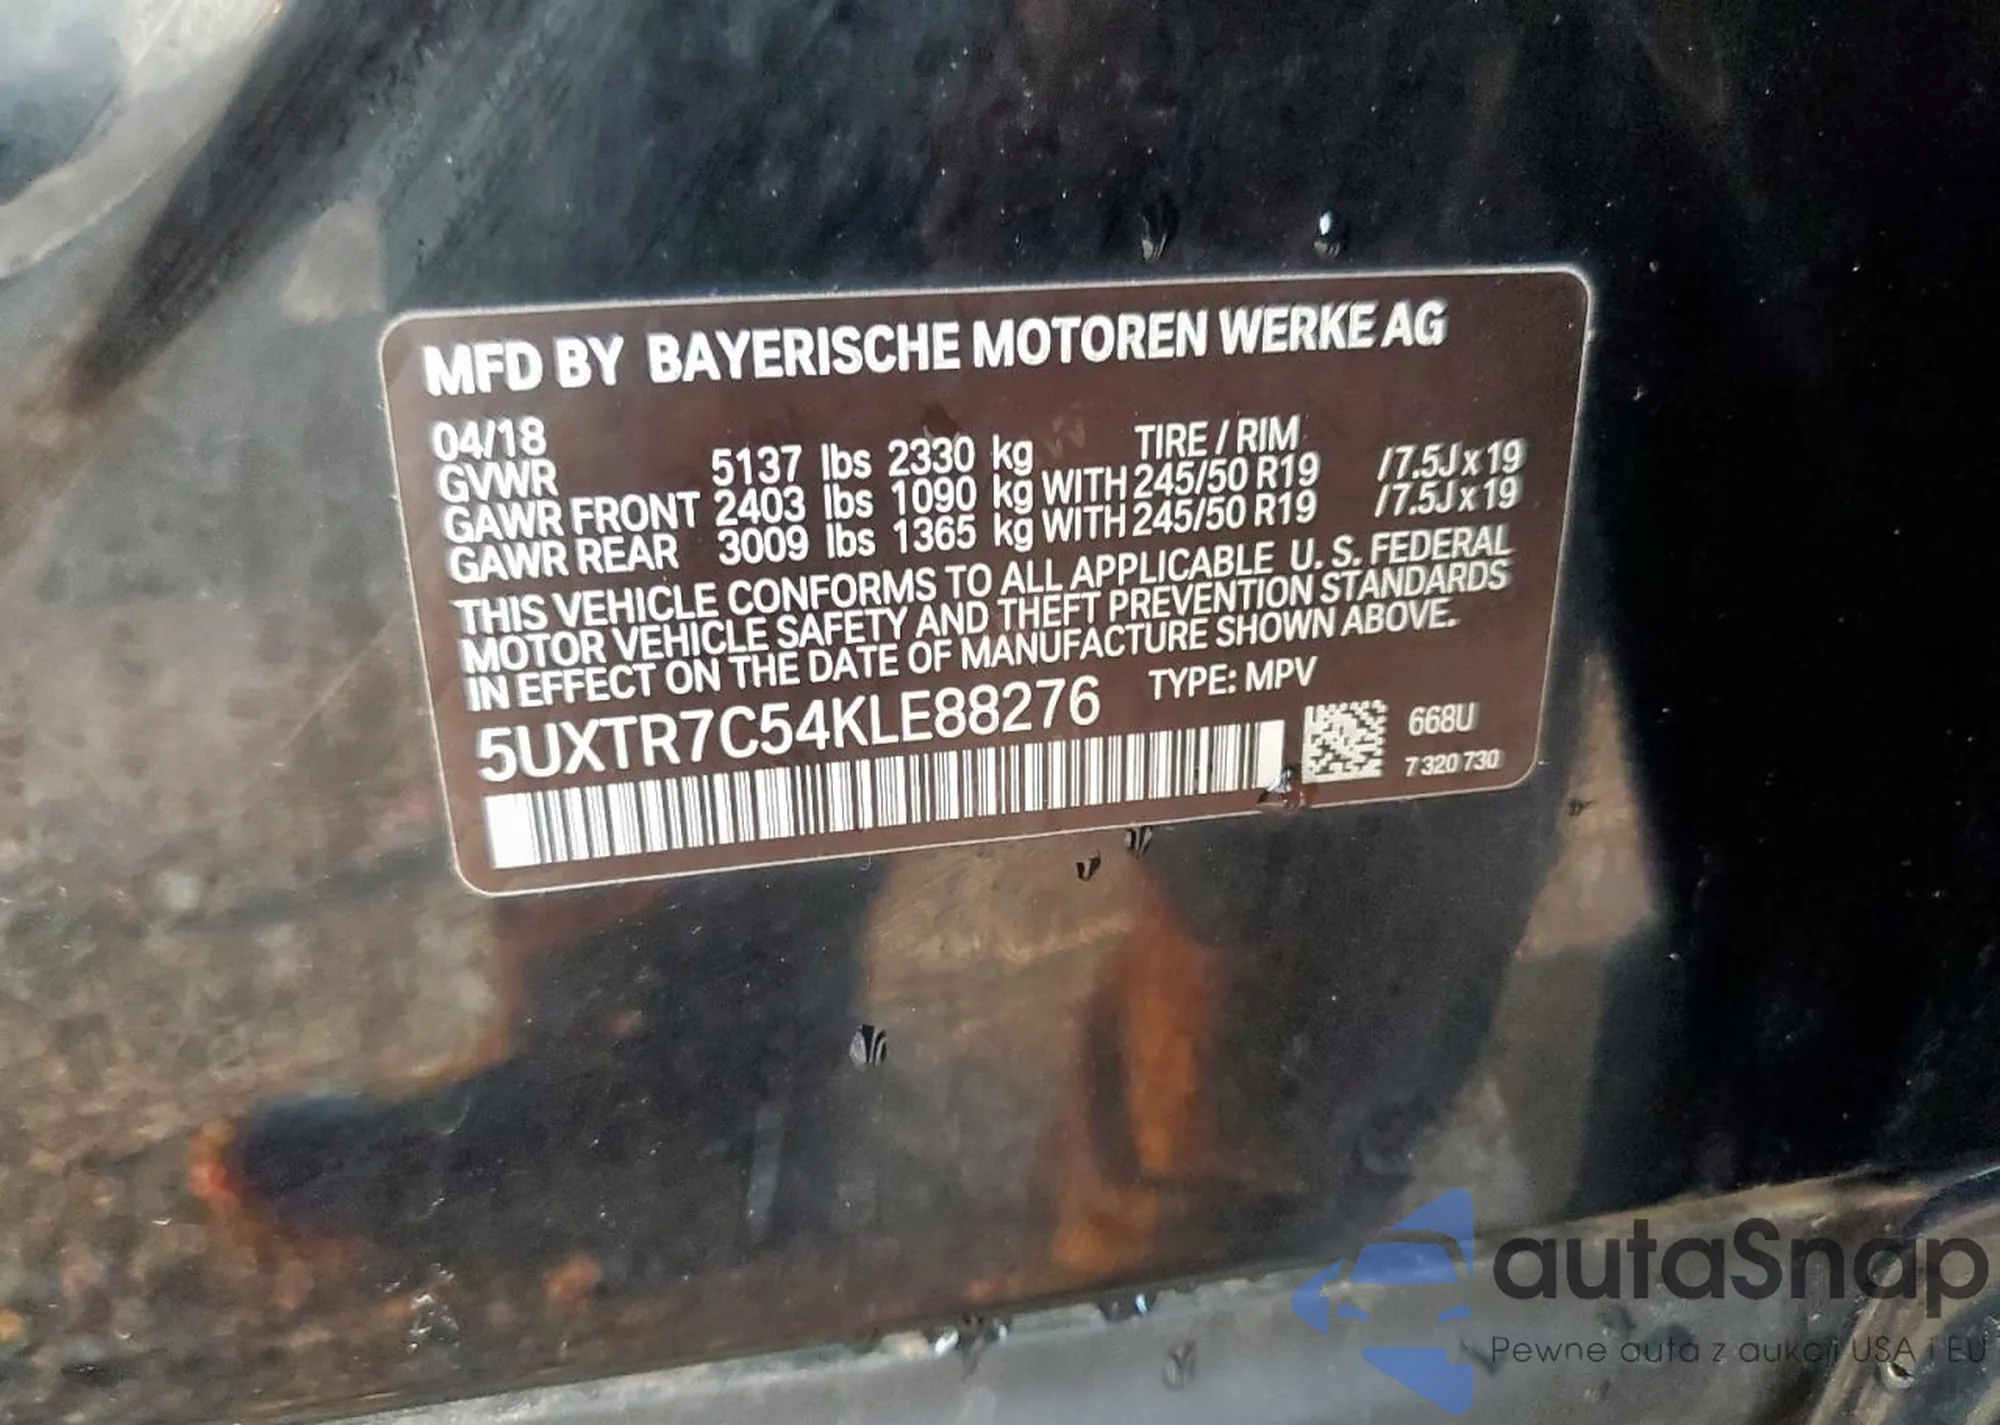 MFD BY BAYERISCHE MOTOREN WERKE AG
04/18 TIRE / RIM
GVWR 5137 lbs 2330 kg
GAWR FRONT 2403 lbs 1090 kg WITH 245/50 R19 /7.5J x 19
GAWR REAR 3009 lbs 1365 kg WITH 245/50 R19 /7.5J x 19
THIS VEHICLE CONFORMS TO ALL APPLICABLE U. S. FEDERAL
MOTOR VEHICLE SAFETY AND THEFT PREVENTION STANDARDS
IN EFFECT ON THE DATE OF MANUFACTURE SHOWN ABOVE.
5UXTR7C54KLE88276 TYPE: MPV
668U
7 320 730
autaSnap
Pewne auta z aukcji USA i EU